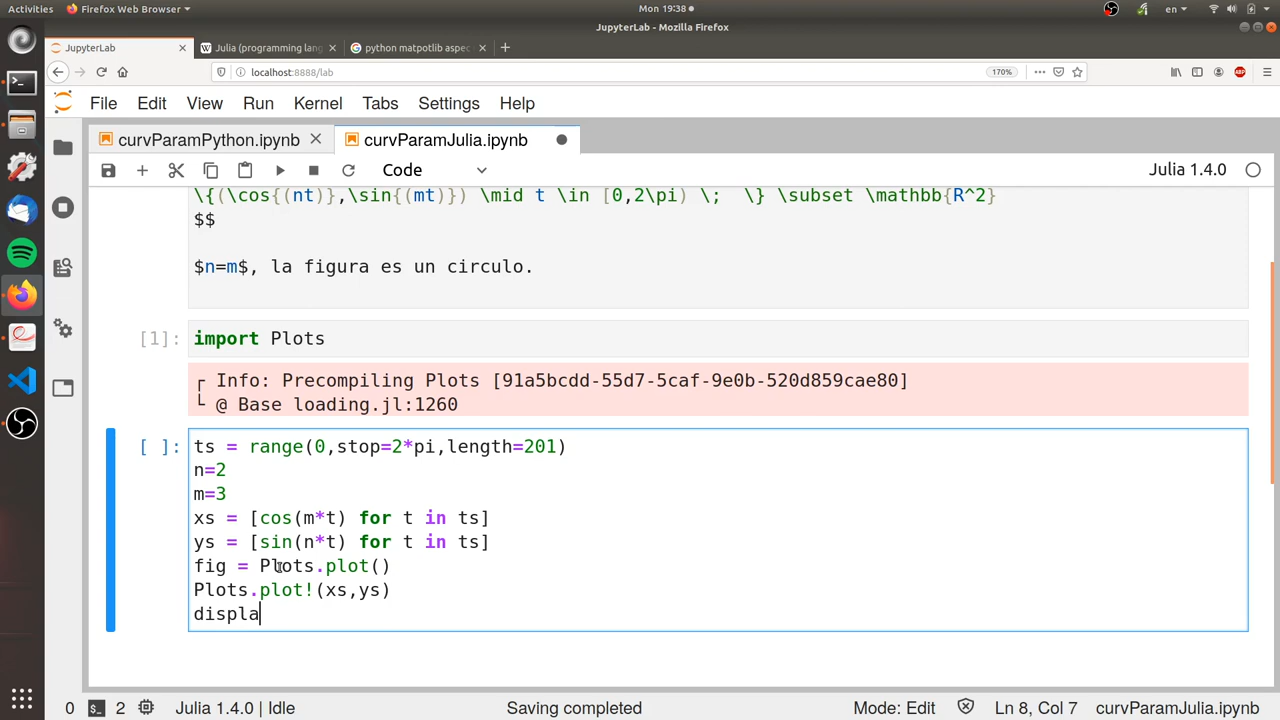 Activities Firefox Web Browser Mon 19:38 en
JupyterLab - Mozilla Firefox
JupyterLab Julia (programming lang python matpotlib aspec
localhost:8888/lab 170%
File Edit View Run Kernel Tabs Settings Help
curvParamPython.ipynb curvParamJulia.ipynb
Code Julia 1.4.0
\{(\cos{(nt)},\sin{(mt)}) \mid t \in [0,2\pi) \; \} \subset \mathbb{R^2}
$$
$n=m$, la figura es un circulo.
[1]: import Plots
┌ Info: Precompiling Plots [91a5bcdd-55d7-5caf-9e0b-520d859cae80]
└ @ Base loading.jl:1260
[ ]: ts = range(0,stop=2*pi,length=201)
n=2
m=3
xs = [cos(m*t) for t in ts]
ys = [sin(n*t) for t in ts]
fig = Plots.plot()
Plots.plot!(xs,ys)
displa
0 2 Julia 1.4.0 | Idle Saving completed Mode: Edit Ln 8, Col 7 curvParamJulia.ipynb